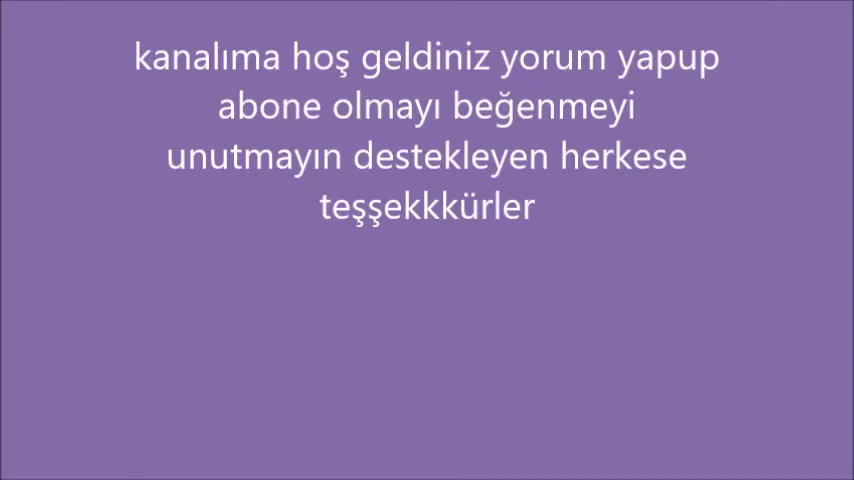 kanalıma hoş geldiniz yorum yapup
abone olmayı beğenmeyi
unutmayın destekleyen herkese
teşşekkkürler